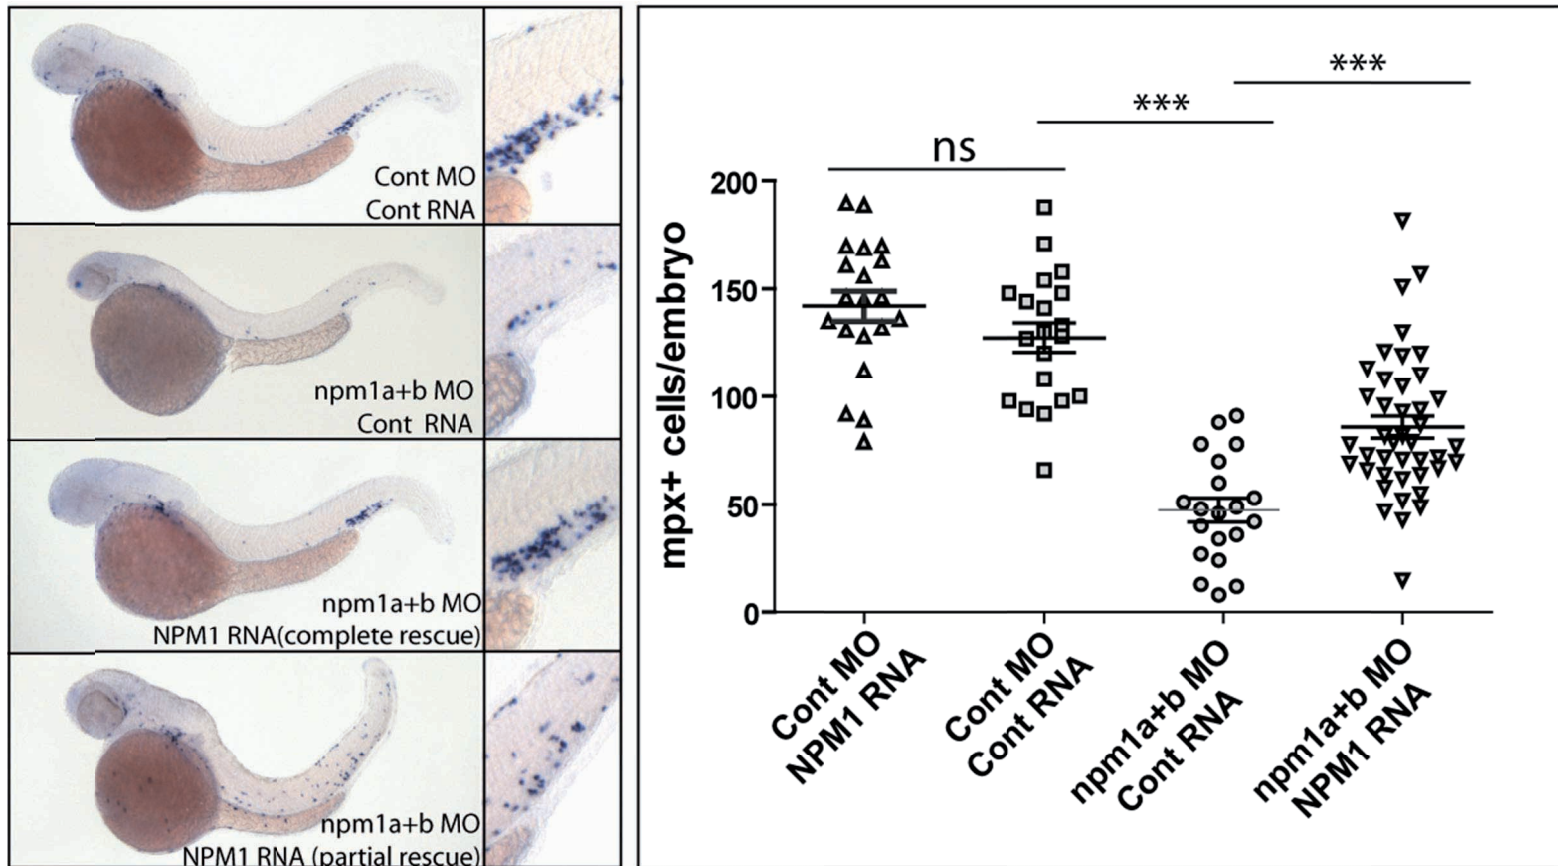 Cont MO
Cont RNA
npm1a+b MO
Cont RNA
npm1a+b MO
NPM1 RNA(complete rescue)
npm1a+b MO
NPM1 RNA (partial rescue)
***
***
ns
200
150
100
50
0
mpx+ cells/embryo
Cont MO
NPM1 RNA
Cont MO
Cont RNA
npm1a+b MO
Cont RNA
npm1a+b MO
NPM1 RNA